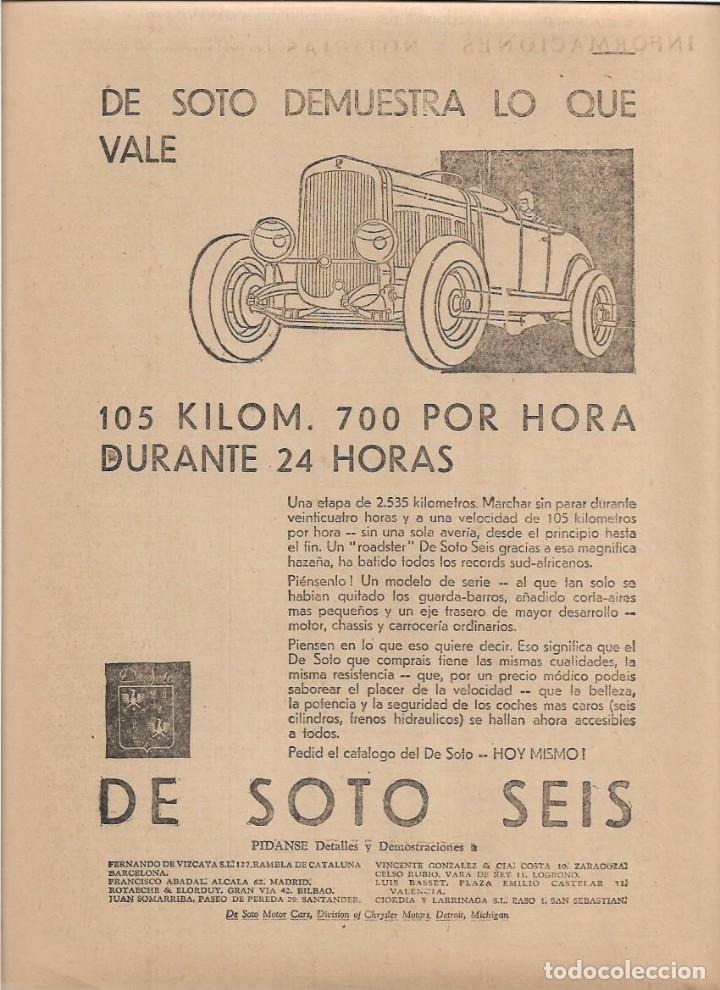 INFORMACIONES Y NOTICIAS
DE SOTO DEMUESTRA LO QUE
VALE
105 KILOM. 700 POR HORA
DURANTE 24 HORAS
Una etapa de 2.535 kilometros. Marchar sin parar durante
veinticuatro horas y a una velocidad de 105 kilometros
por hora -- sin una sola avería, desde el principio hasta
el fin. Un "roadster" De Soto Seis gracias a esa magnifica
hazaña, ha batido todos los records sud-africanos.
Piénsenlo! Un modelo de serie -- al que tan solo se
habian quitado los guarda-barros, añadido corta-aires
mas pequeños y un eje trasero de mayor desarrollo --
motor, chassis y carrocería ordinarios.
Piensen en lo que eso quiere decir. Eso significa que el
De Soto que comprais tiene las mismas cualidades, la
misma resistencia -- que, por un precio módico podeis
saborear el placer de la velocidad -- que la belleza,
la potencia y la seguridad de los coches mas caros (seis
cilindros, frenos hidraulicos) se hallan ahora accesibles
a todos.
Pedid el catalogo del De Soto -- HOY MISMO!
De Soto
DE SOTO SEIS
PIDANSE Detalles y Demostraciones a
FERNANDO DE VIZCAYA S.L. 127. RAMBLA DE CATALUNA
BARCELONA.
FRANCISCO ABADAL. ALCALA 62. MADRID.
ROTAECHE & ELORDUY. GRAN VIA 42. BILBAO.
JUAN SOMARRIBA, PASEO DE PEREDA 29. SANTANDER.
VINCENTE GONZALEZ & CIA. COSTA 10. ZARAGOZA.
CELSO RUBIO. VARA DE REY 11. LOGRONO.
LUIS BASSET. PLAZA EMILIO CASTELAR 12
VALENCIA.
CIORDIA Y LARRINAGA S.L. EASO 1, SAN SEBASTIAN
De Soto Motor Cars, Division of Chrysler Motors. Detroit, Michigan
todocoleccion.net